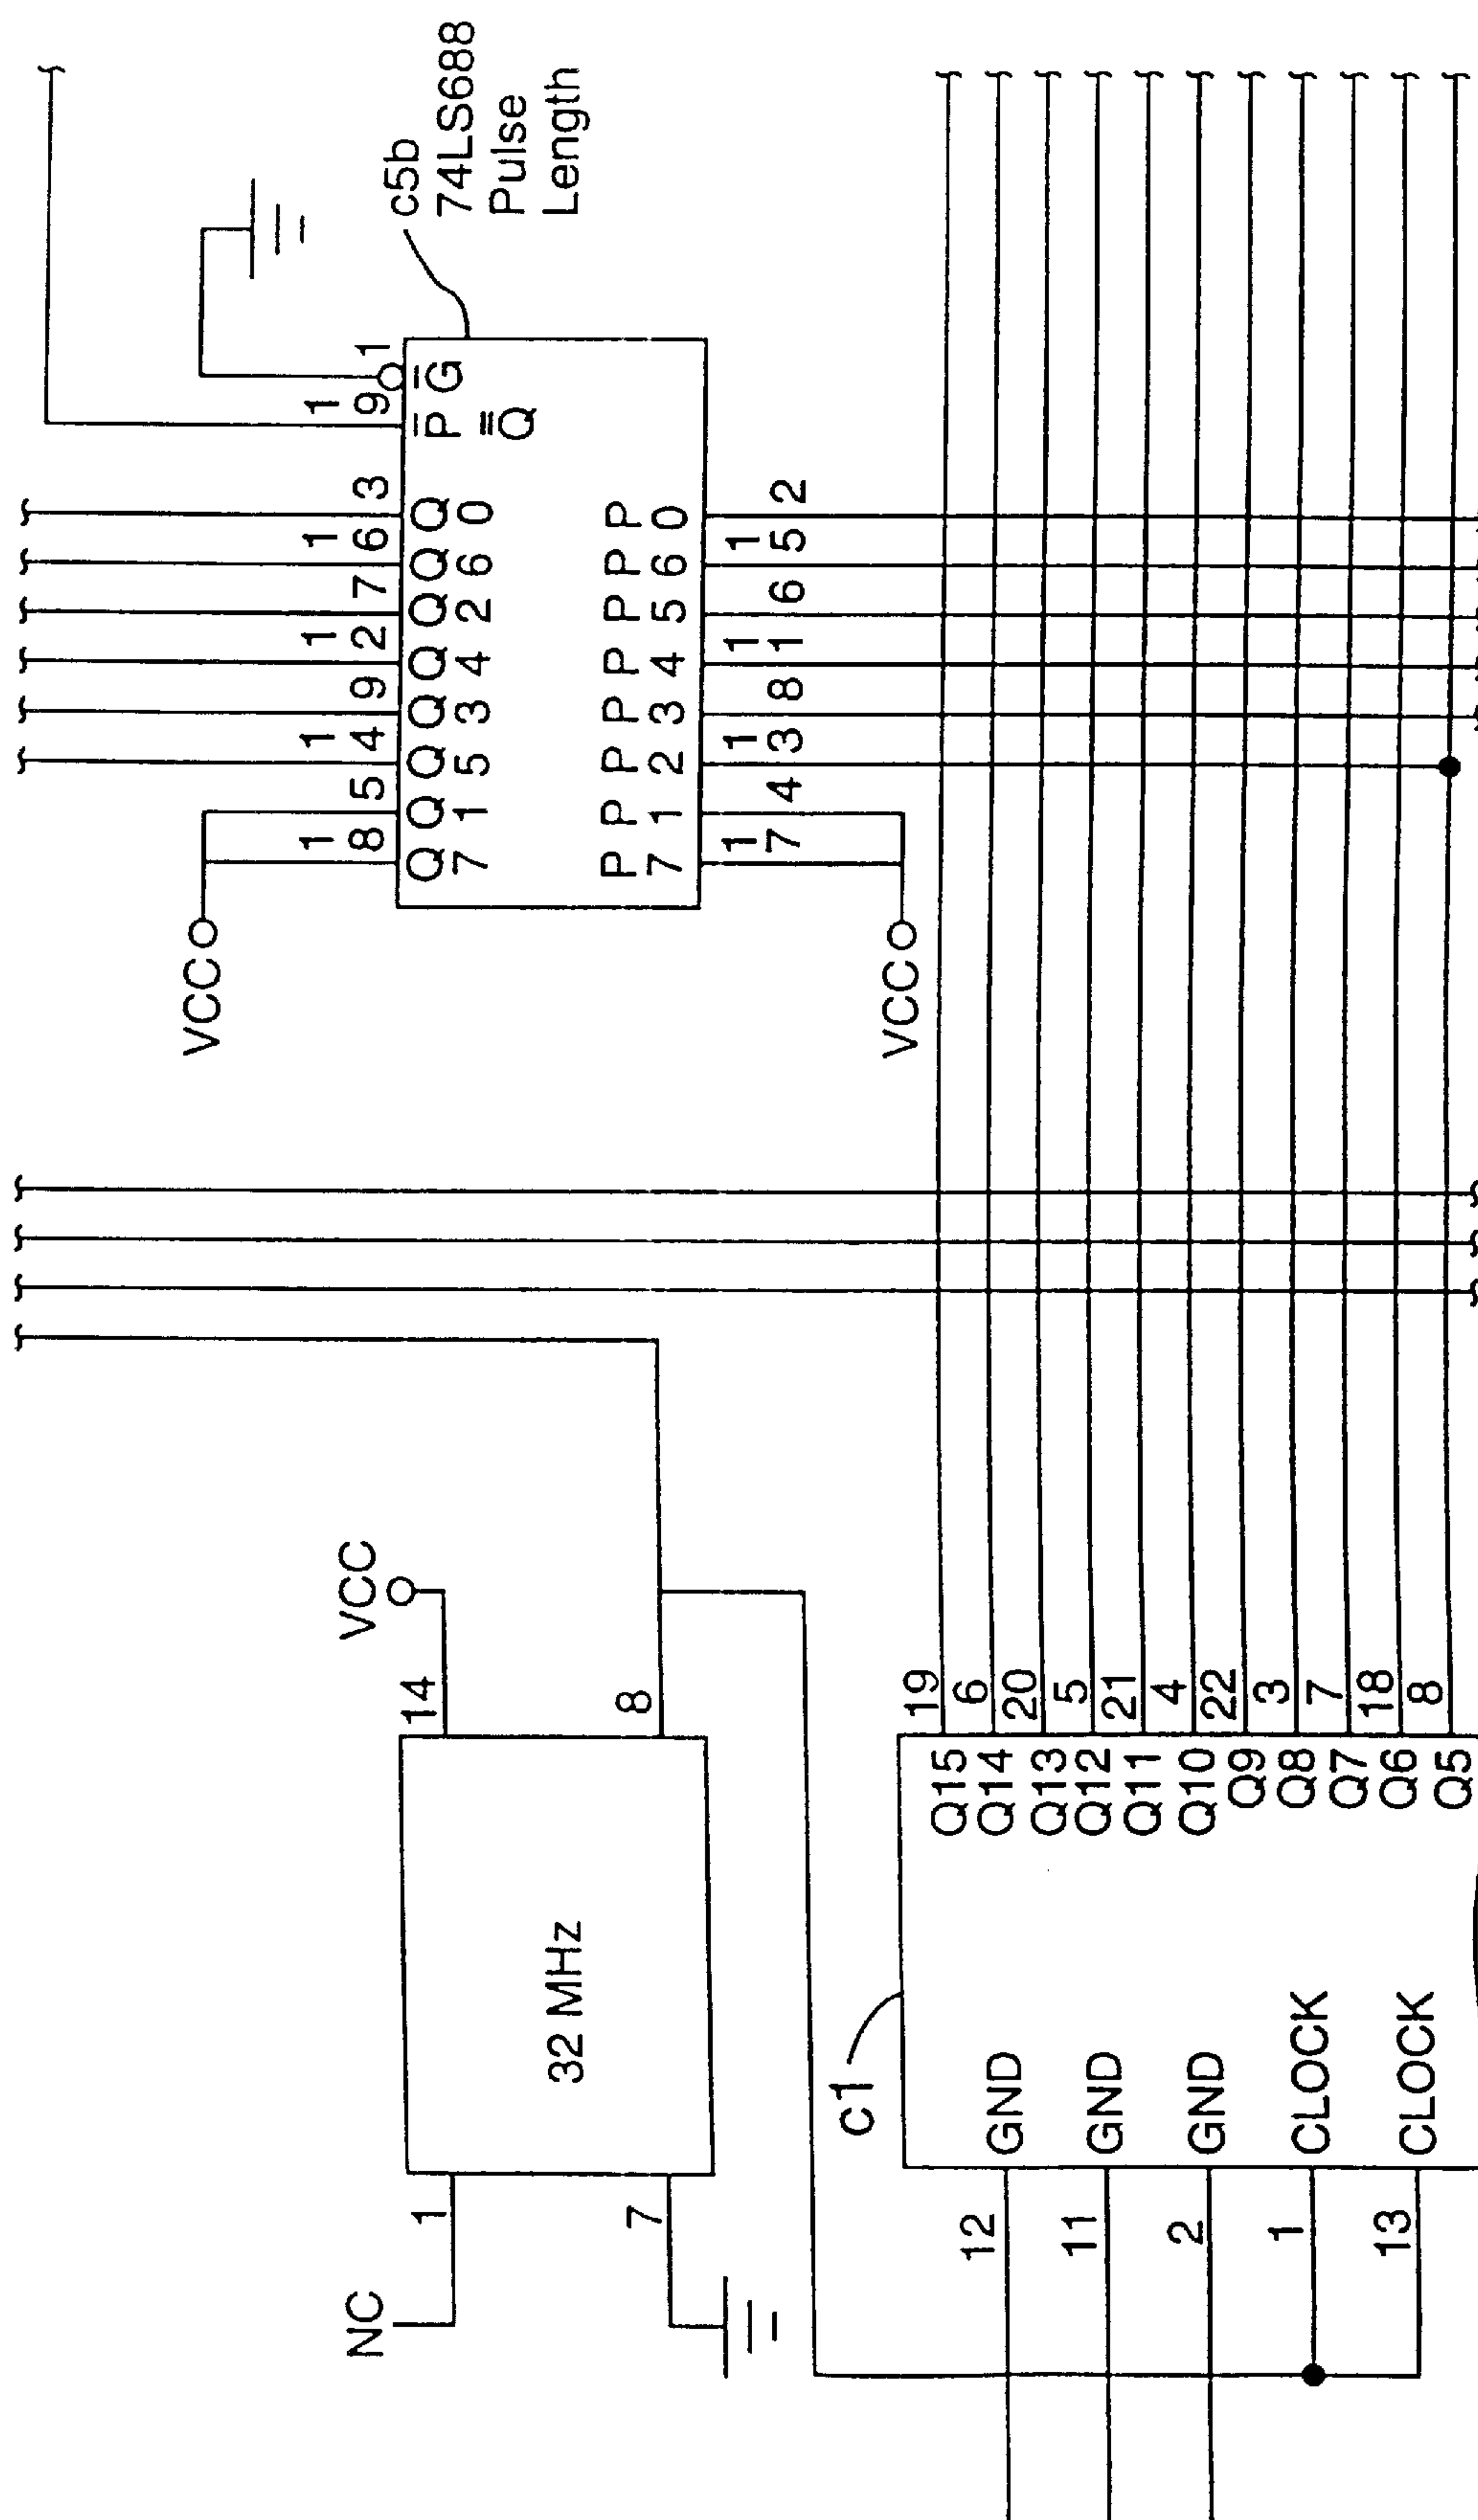 NC
1
7
32 MHz
VCC
14
8
VCC
1 1 1 1 1
8 5 4 9 2 7 6 3 9 1
Q Q Q Q Q Q Q Q P̅ G̅
7 1 5 3 4 2 6 0 =Q̅
P P P P P P P P
7 1 2 3 4 5 6 0
1 1 1 1
7 4 3 8 1 6 5 2
VCC
c5b
74LS688
Pulse
Length
c1
12 GND
11 GND
2 GND
1 CLOCK
13 CLOCK
Q15 19
Q14 6
Q13 20
Q12 5
Q11 21
Q10 4
Q9 22
Q8 3
Q7 7
Q6 18
Q5 8